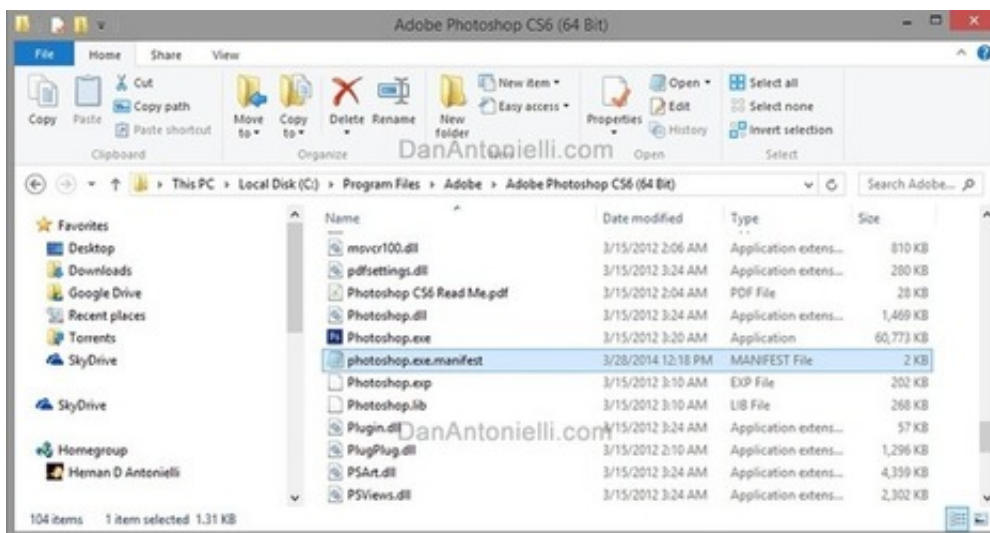 Adobe Photoshop CS6 (64 Bit)
File Home Share View
Copy
Paste
Cut
Copy path
Paste shortcut
Clipboard
Move to
Copy to
Delete
Rename
Organize
New folder
New item
Easy access
Properties
Open
Edit
History
Open
Select all
Select none
Invert selection
Select
DanAntonielli.com
This PC Local Disk (C:) Program Files Adobe Adobe Photoshop CS6 (64 Bit) Search Adobe...
Favorites
Desktop
Downloads
Google Drive
Recent places
Torrents
SkyDrive
SkyDrive
Homegroup
Hernan D Antonielli
Name Date modified Type Size
msvcr100.dll 3/15/2012 2:06 AM Application extens... 810 KB
pdfsettings.dll 3/15/2012 3:24 AM Application extens... 280 KB
Photoshop CS6 Read Me.pdf 3/15/2012 2:04 AM PDF File 28 KB
Photoshop.dll 3/15/2012 3:24 AM Application extens... 1,469 KB
Photoshop.exe 3/15/2012 3:20 AM Application 60,773 KB
photoshop.exe.manifest 3/28/2014 12:18 PM MANIFEST File 2 KB
Photoshop.exp 3/15/2012 3:10 AM EXP File 202 KB
Photoshop.lib 3/15/2012 3:10 AM LIB File 268 KB
Plugin.dll 3/15/2012 3:24 AM Application extens... 57 KB
DanAntonielli.com
PlugPlug.dll 3/15/2012 2:10 AM Application extens... 1,296 KB
PSArt.dll 3/15/2012 3:24 AM Application extens... 4,359 KB
PSViews.dll 3/15/2012 3:24 AM Application extens... 2,302 KB
104 items 1 item selected 1.31 KB